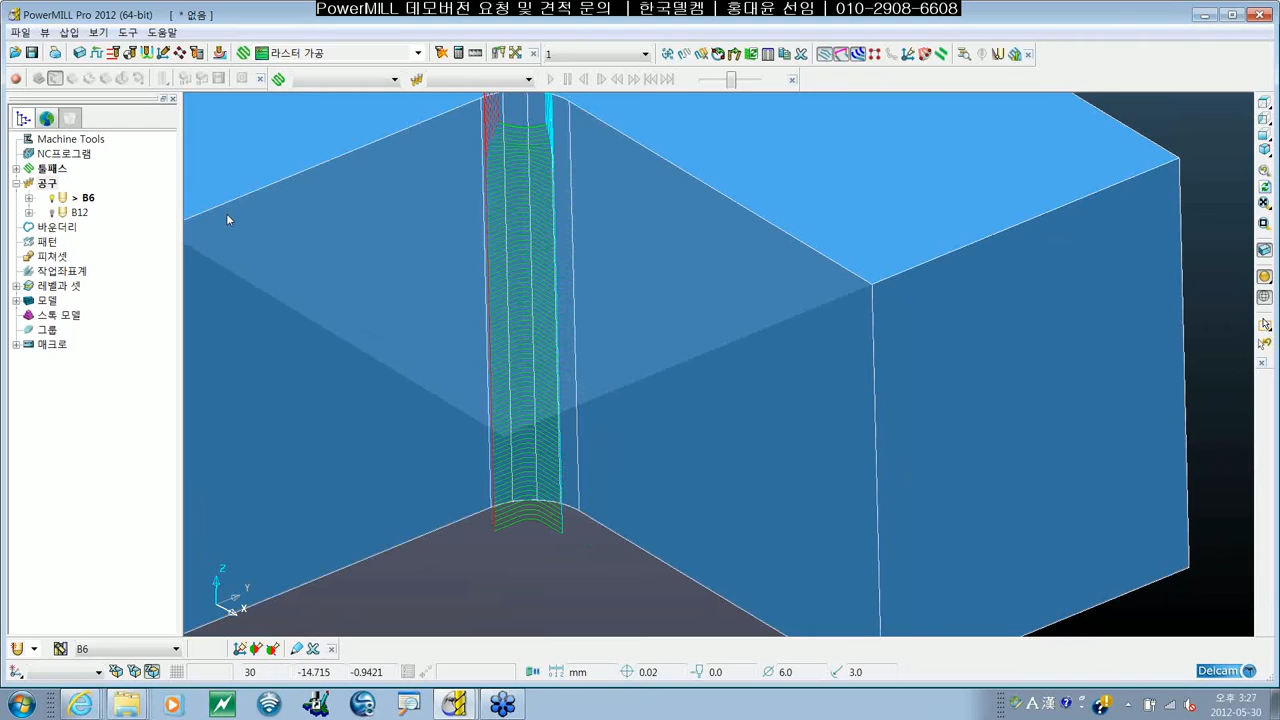 PowerMILL Pro 2012 (64-bit) [ * 없음 ]
PowerMILL 데모버전 요청 및 견적 문의 | 한국델켐 | 홍대윤 선임 | 010-2908-6608
파일 뷰 삽입 보기 도구 도움말
라스터 가공
1
Machine Tools
NC프로그램
툴패스
공구
> B6
B12
바운더리
패턴
피쳐셋
작업좌표계
레벨과 셋
모델
스톡 모델
그룹
매크로
Z
Y
X
B6
30 -14.715 -0.9421 mm 0.02 0.0 6.0 3.0
Delcam
A 漢
오후 3:27
2012-05-30